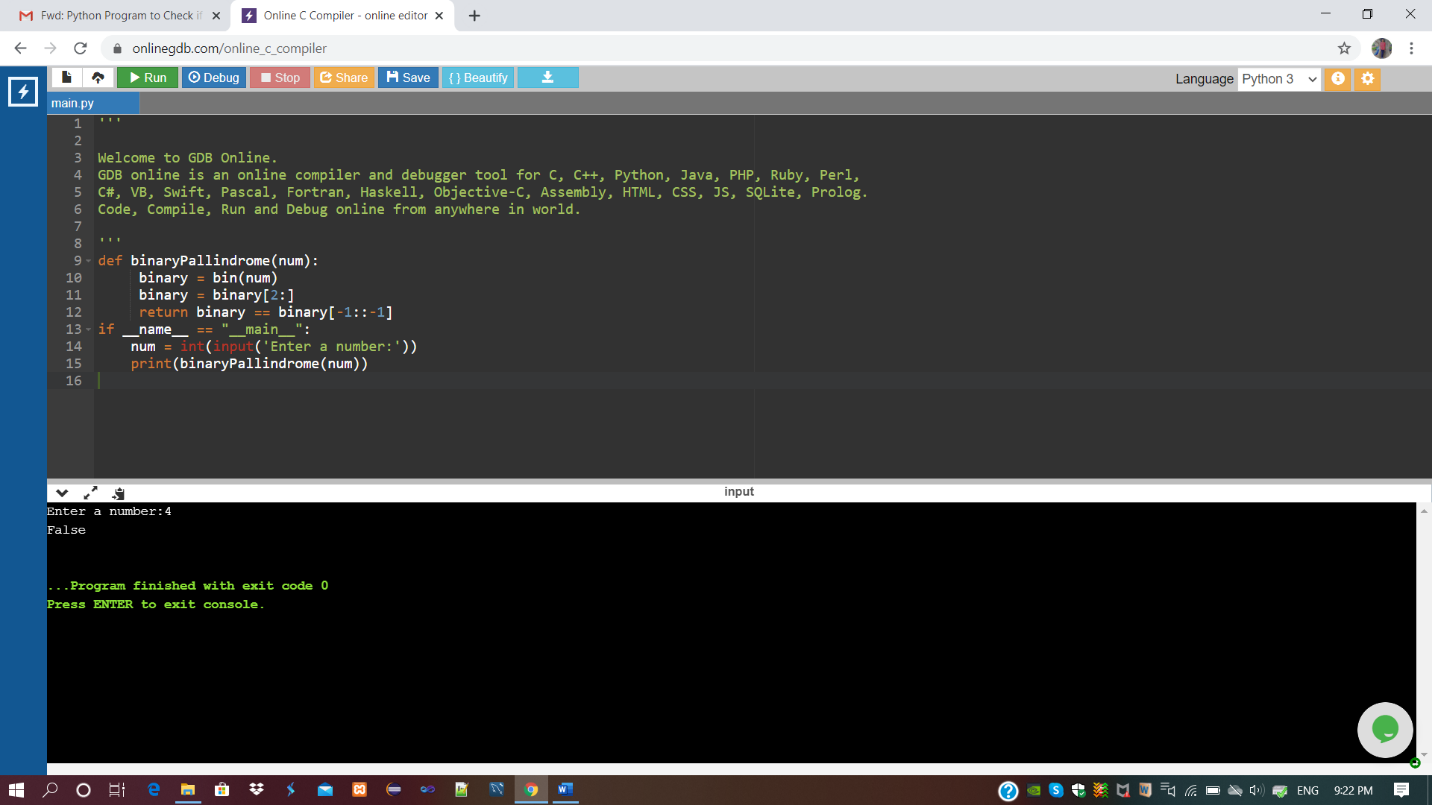 Fwd: Python Program to Check if
Online C Compiler - online editor
onlinegdb.com/online_c_compiler
Run Debug Stop Share Save {} Beautify
Language Python 3
main.py
1 '''
2
3 Welcome to GDB Online.
4 GDB online is an online compiler and debugger tool for C, C++, Python, Java, PHP, Ruby, Perl,
5 C#, VB, Swift, Pascal, Fortran, Haskell, Objective-C, Assembly, HTML, CSS, JS, SQLite, Prolog.
6 Code, Compile, Run and Debug online from anywhere in world.
7
8 '''
9 def binaryPallindrome(num):
10 binary = bin(num)
11 binary = binary[2:]
12 return binary == binary[-1::-1]
13 if __name__ == "__main__":
14 num = int(input('Enter a number:'))
15 print(binaryPallindrome(num))
16
input
Enter a number:4
False
...Program finished with exit code 0
Press ENTER to exit console.
ENG 9:22 PM